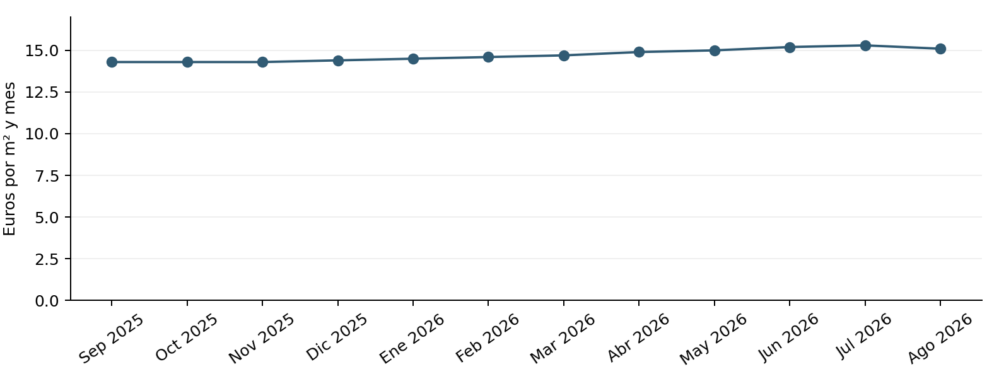 Euros por m² y mes
15.0
12.5
10.0
7.5
5.0
2.5
0.0
Sep 2025
Oct 2025
Nov 2025
Dic 2025
Ene 2026
Feb 2026
Mar 2026
Abr 2026
May 2026
Jun 2026
Jul 2026
Ago 2026